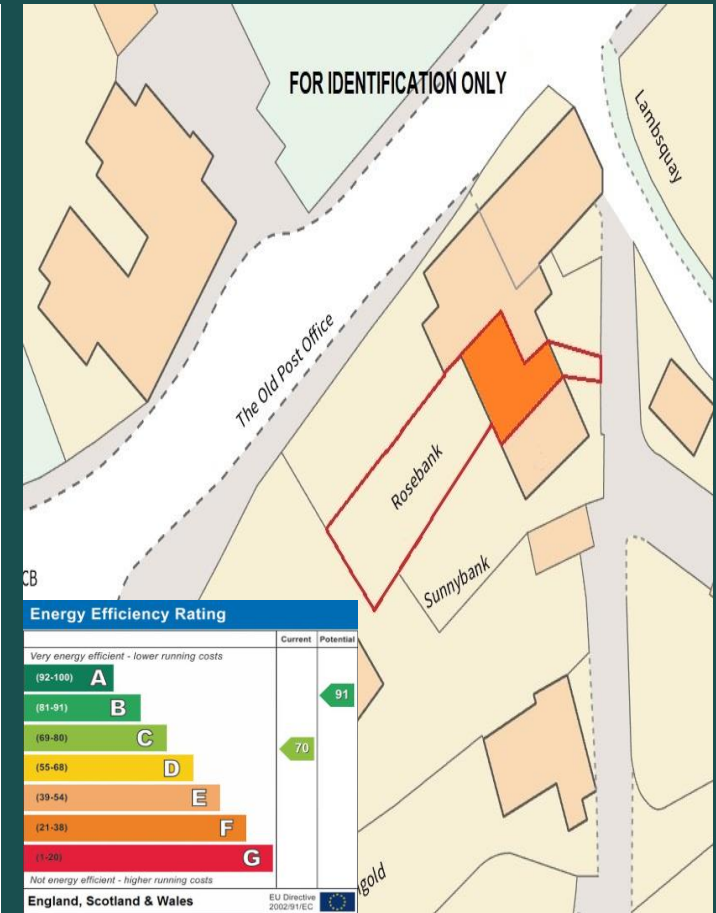 FOR IDENTIFICATION ONLY
Lambsquay
The Old Post Office
Rosebank
Sunnybank
CB
Energy Efficiency Rating
Current Potential
Very energy efficient - lower running costs
(92-100) A
(81-91) B
91
(69-80) C
70
(55-68) D
(39-54) E
(21-38) F
(1-20) G
Not energy efficient - higher running costs
England, Scotland & Wales
EU Directive
2002/91/EC
gold